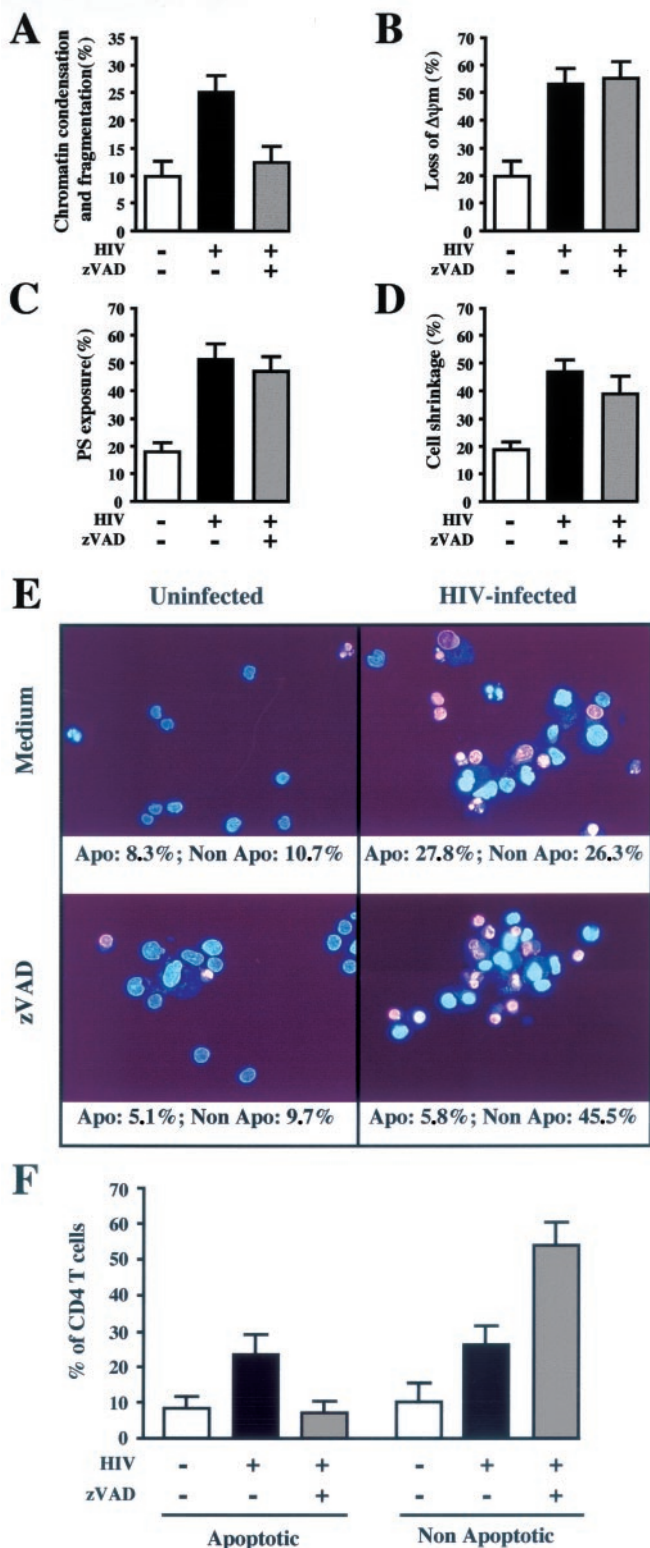 A
Chromatin condensation
and fragmentation(%)
35
30
25
20
15
10
5
0
HIV - + +
zVAD - - +
B
Loss of Δψm (%)
70
60
50
40
30
20
10
0
HIV - + +
zVAD - - +
C
PS exposure(%)
70
60
50
40
30
20
10
0
HIV - + +
zVAD - - +
D
Cell shrinkage (%)
70
60
50
40
30
20
10
0
HIV - + +
zVAD - - +
E
Uninfected HIV-infected
Medium
Apo: 8.3%; Non Apo: 10.7% Apo: 27.8%; Non Apo: 26.3%
zVAD
Apo: 5.1%; Non Apo: 9.7% Apo: 5.8%; Non Apo: 45.5%
F
% of CD4 T cells
70
60
50
40
30
20
10
0
HIV - + + - + +
zVAD - - + - - +
Apoptotic Non Apoptotic